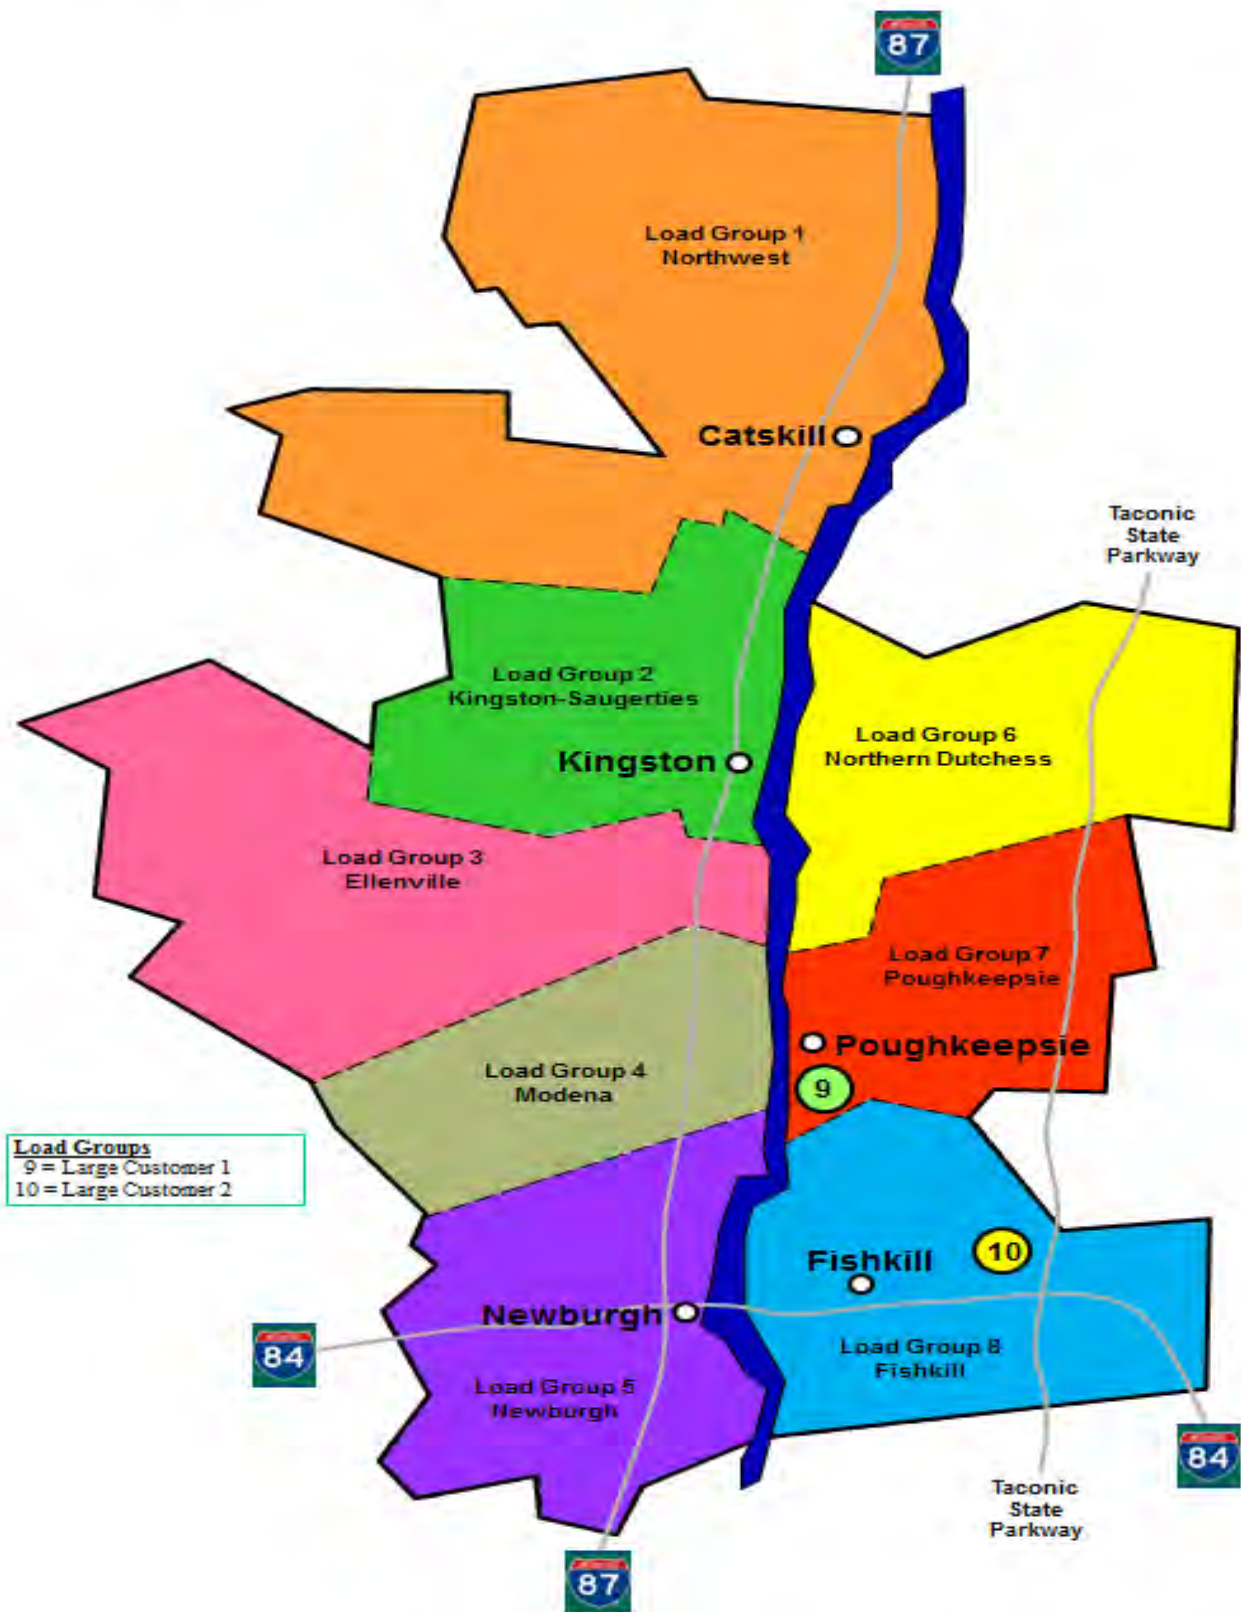 87
Load Group 1
Northwest
Catskill
Taconic
State
Parkway
Load Group 2
Kingston-Saugerties
Kingston
Load Group 6
Northern Dutchess
Load Group 3
Ellenville
Load Group 7
Poughkeepsie
Poughkeepsie
9
Load Group 4
Modena
Load Groups
9 = Large Customer 1
10 = Large Customer 2
10
Fishkill
Newburgh
84
Load Group 8
Fishkill
Load Group 5
Newburgh
84
Taconic
State
Parkway
87